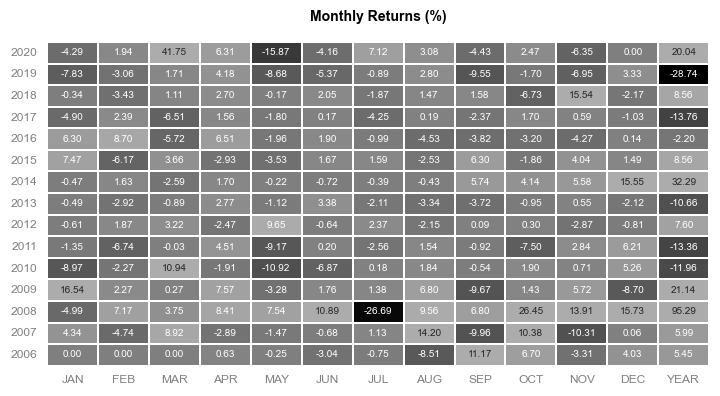 Monthly Returns (%)
2020 -4.29 1.94 41.75 6.31 -15.87 -4.16 7.12 3.08 -4.43 2.47 -6.35 0.00 20.04
2019 -7.83 -3.06 1.71 4.18 -8.68 -5.37 -0.89 2.80 -9.55 -1.70 -6.95 3.33 -28.74
2018 -0.34 -3.43 1.11 2.70 -0.17 2.05 -1.87 1.47 1.58 -6.73 15.54 -2.17 8.56
2017 -4.90 2.39 -6.51 1.56 -1.80 0.17 -4.25 0.19 -2.37 1.70 0.59 -1.03 -13.76
2016 6.30 8.70 -5.72 6.51 -1.96 1.90 -0.99 -4.53 -3.82 -3.20 -4.27 0.14 -2.20
2015 7.47 -6.17 3.66 -2.93 -3.53 1.67 1.59 -2.53 6.30 -1.86 4.04 1.49 8.56
2014 -0.47 1.63 -2.59 1.70 -0.22 -0.72 -0.39 -0.43 5.74 4.14 5.58 15.55 32.29
2013 -0.49 -2.92 -0.89 2.77 -1.12 3.38 -2.11 -3.34 -3.72 -0.95 0.55 -2.12 -10.66
2012 -0.61 1.87 3.22 -2.47 9.65 -0.64 2.37 -2.15 0.09 0.30 -2.87 -0.81 7.60
2011 -1.35 -6.74 -0.03 4.51 -9.17 0.20 -2.56 1.54 -0.92 -7.50 2.84 6.21 -13.36
2010 -8.97 -2.27 10.94 -1.91 -10.92 -6.87 0.18 1.84 -0.54 1.90 0.71 5.26 -11.96
2009 16.54 2.27 0.27 7.57 -3.28 1.76 1.38 6.80 -9.67 1.43 5.72 -8.70 21.14
2008 -4.99 7.17 3.75 8.41 7.54 10.89 -26.69 9.56 6.80 26.45 13.91 15.73 95.29
2007 4.34 -4.74 8.92 -2.89 -1.47 -0.68 1.13 14.20 -9.96 10.38 -10.31 0.06 5.99
2006 0.00 0.00 0.00 0.63 -0.25 -3.04 -0.75 -8.51 11.17 6.70 -3.31 4.03 5.45
JAN FEB MAR APR MAY JUN JUL AUG SEP OCT NOV DEC YEAR